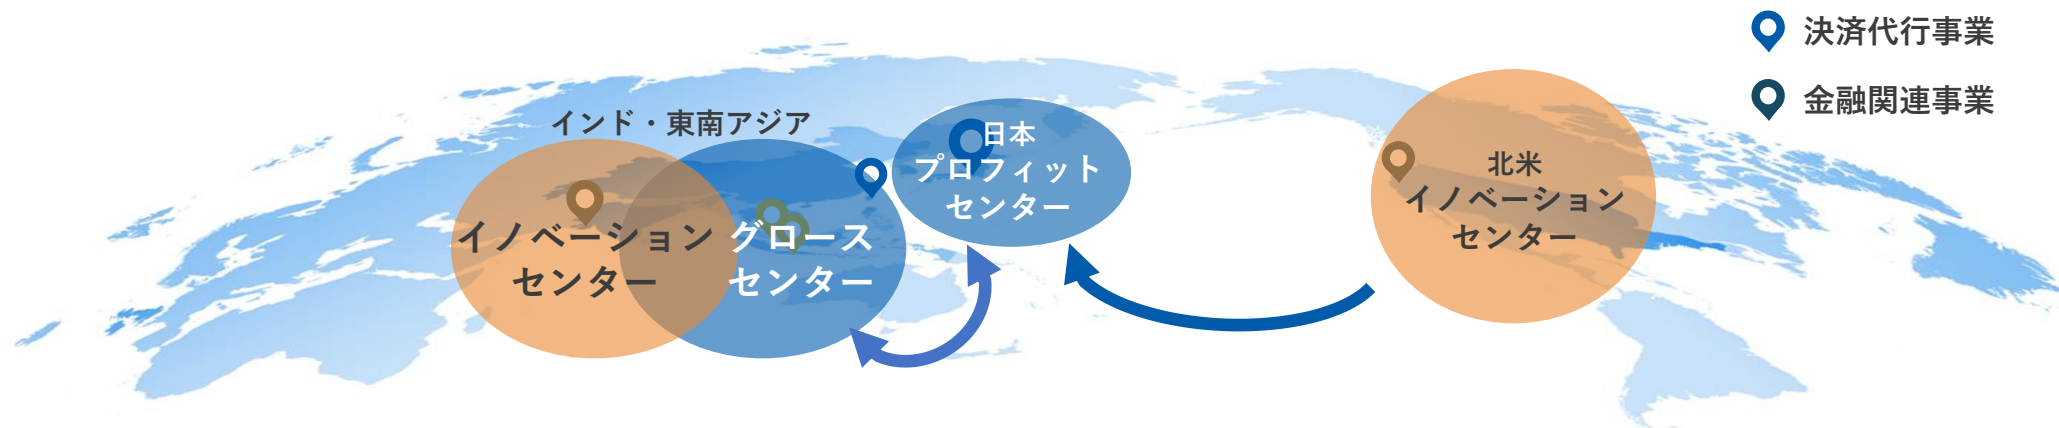 決済代行事業
金融関連事業
インド・東南アジア
イノベーション
センター
グロース
センター
日本
プロフィット
センター
北米
イノベーション
センター